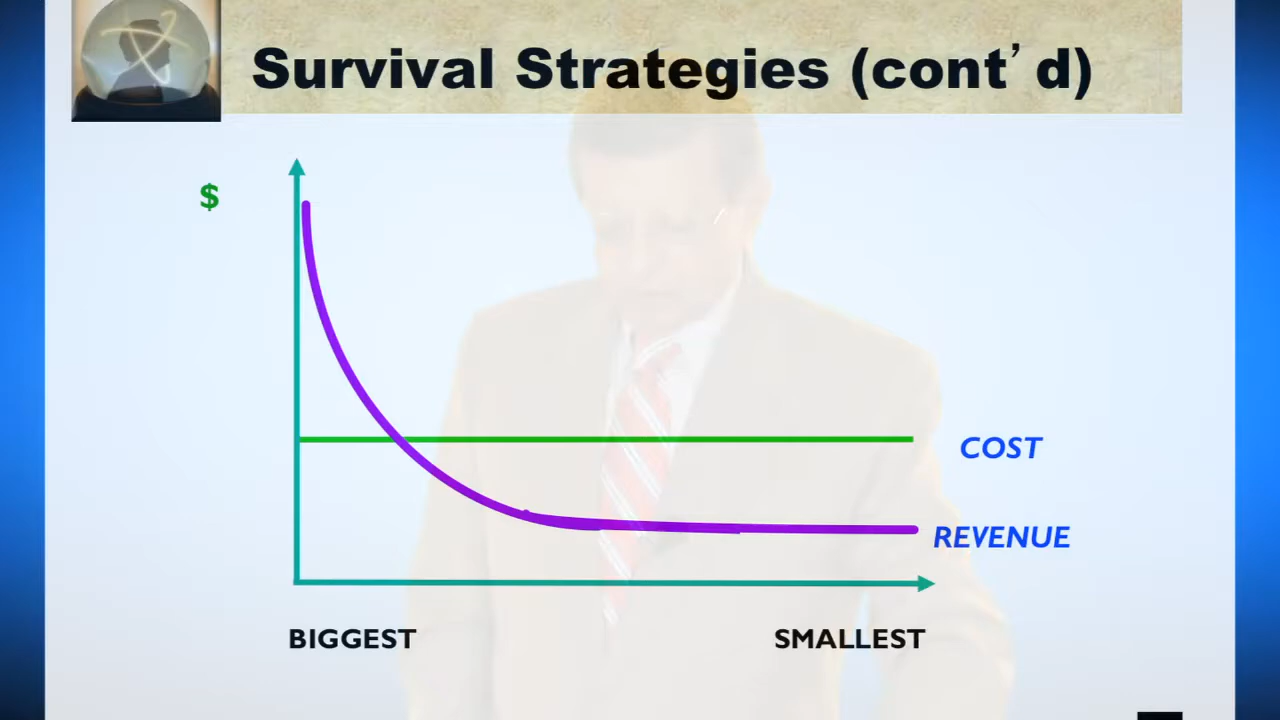 Survival Strategies (cont’d)
$
COST
REVENUE
BIGGEST SMALLEST